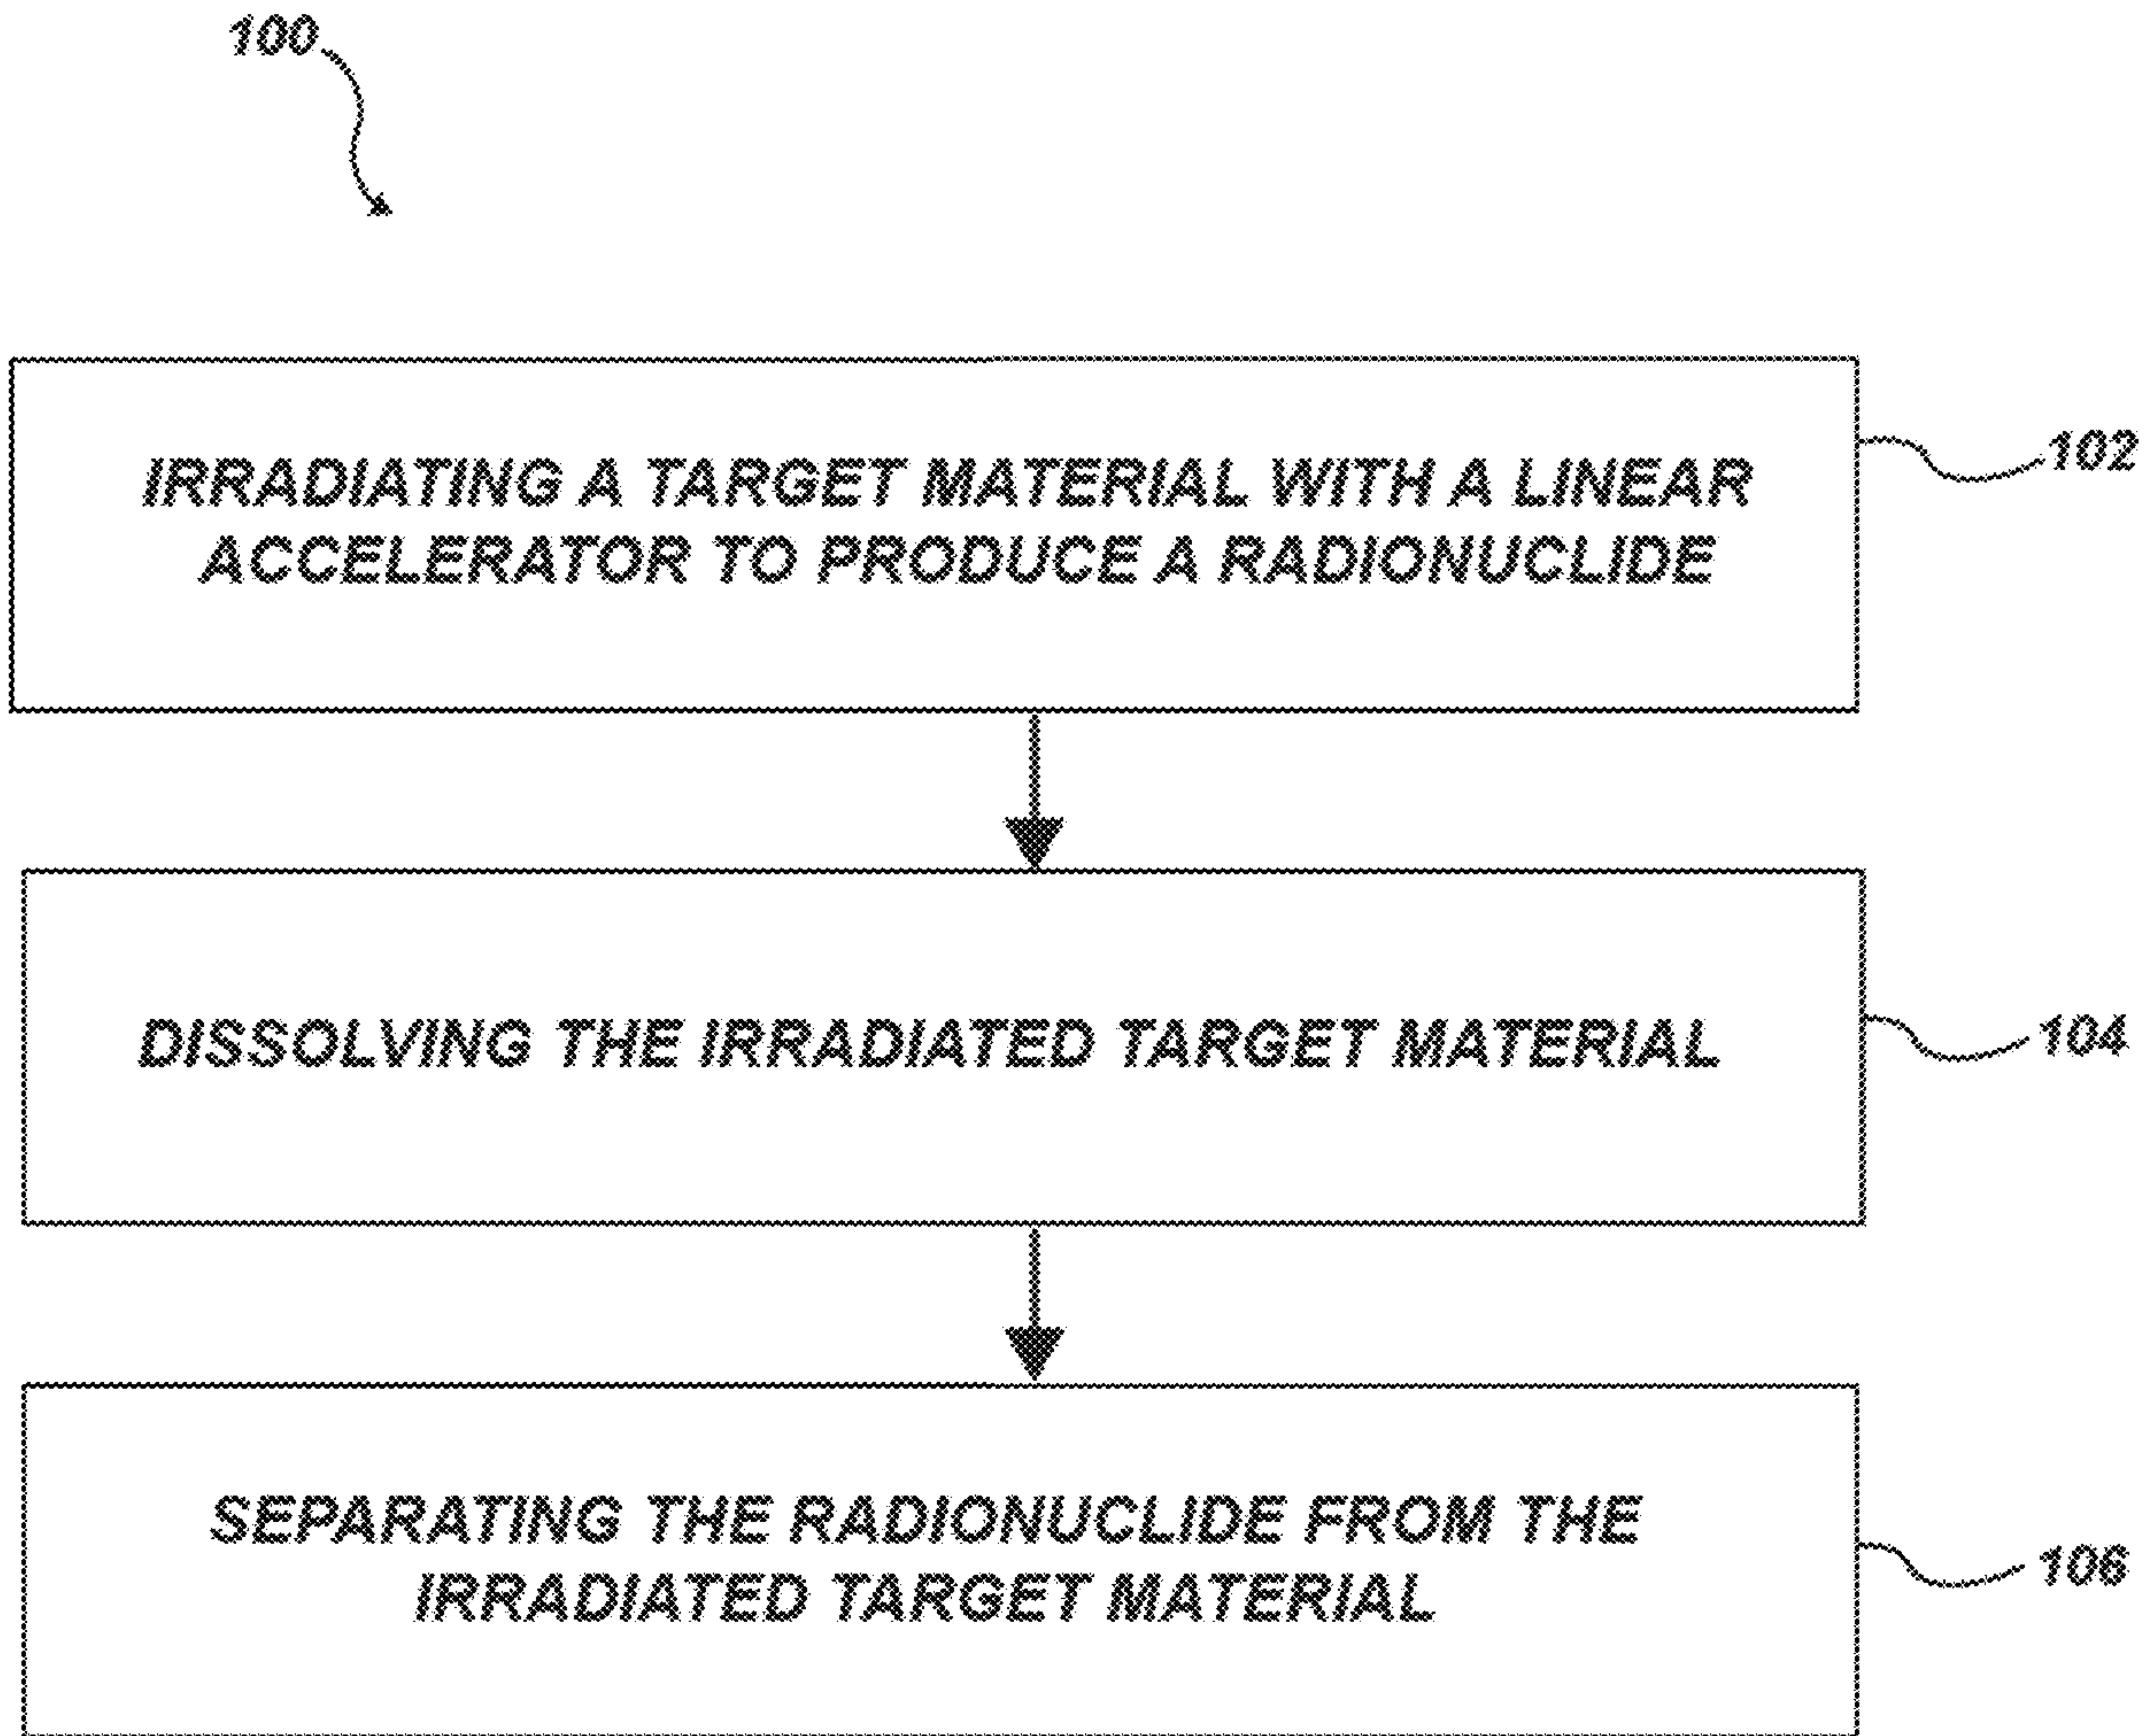 100
IRRADIATING A TARGET MATERIAL WITH A LINEAR
ACCELERATOR TO PRODUCE A RADIONUCLIDE
102
DISSOLVING THE IRRADIATED TARGET MATERIAL
104
SEPARATING THE RADIONUCLIDE FROM THE
IRRADIATED TARGET MATERIAL
106